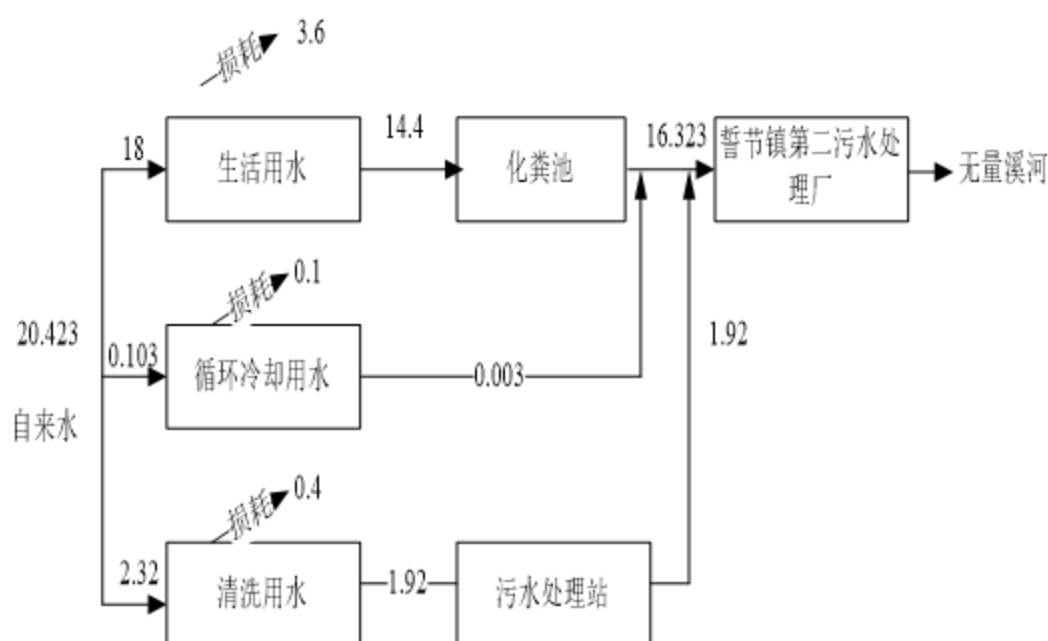 损耗 3.6
18
生活用水
14.4
化粪池
16.323
誓节镇第二污水处
理厂
无量溪河
损耗 0.1
20.423
0.103
循环冷却用水
0.003
1.92
自来水
损耗 0.4
2.32
清洗用水
1.92
污水处理站